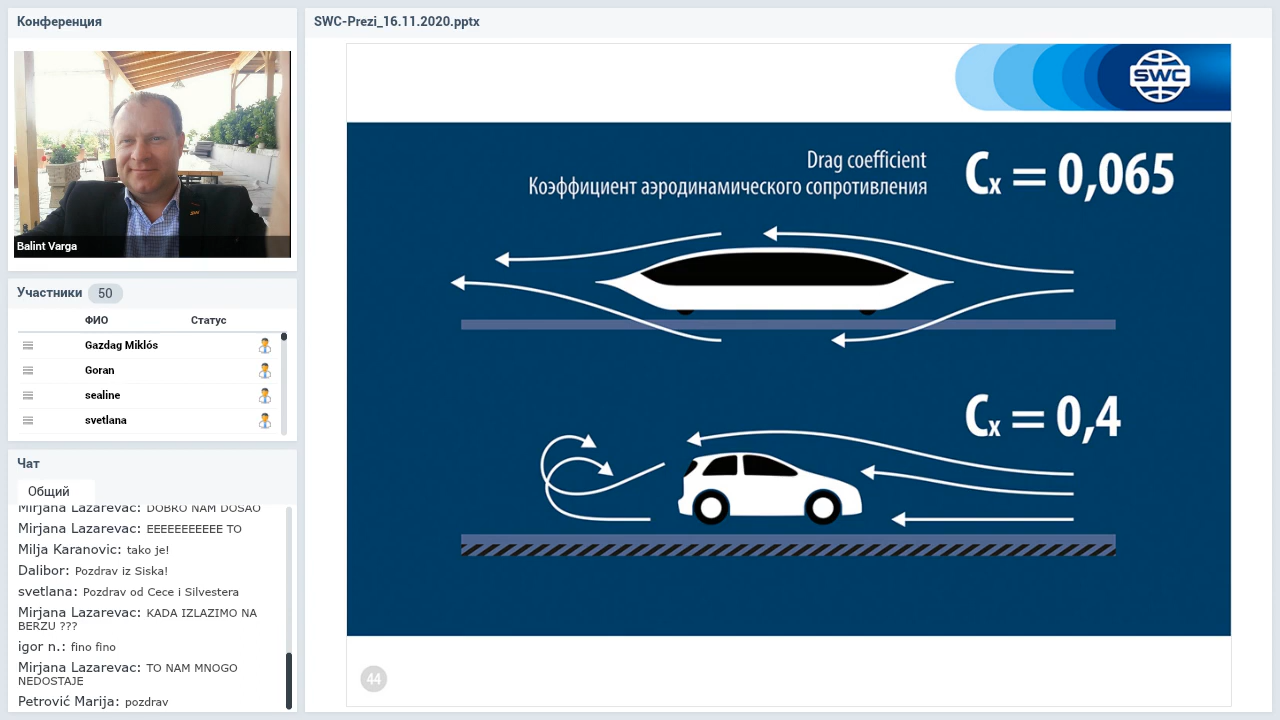 Конференция
SWC
Balint Varga
Участники 50
ФИО Статус
Gazdag Miklós
Goran
sealine
svetlana
Чат
Общий
Mirjana Lazarevac: DOBRO NAM DOSAO
Mirjana Lazarevac: EEEEEEEEEEE TO
Milja Karanovic: tako je!
Dalibor: Pozdrav iz Siska!
svetlana: Pozdrav od Cece i Silvestera
Mirjana Lazarevac: KADA IZLAZIMO NA
BERZU ???
igor n.: fino fino
Mirjana Lazarevac: TO NAM MNOGO
NEDOSTAJE
Petrović Marija: pozdrav
SWC-Prezi_16.11.2020.pptx
SWC
Drag coefficient
Коэффициент аэродинамического сопротивления
Cx = 0,065
Cx = 0,4
44